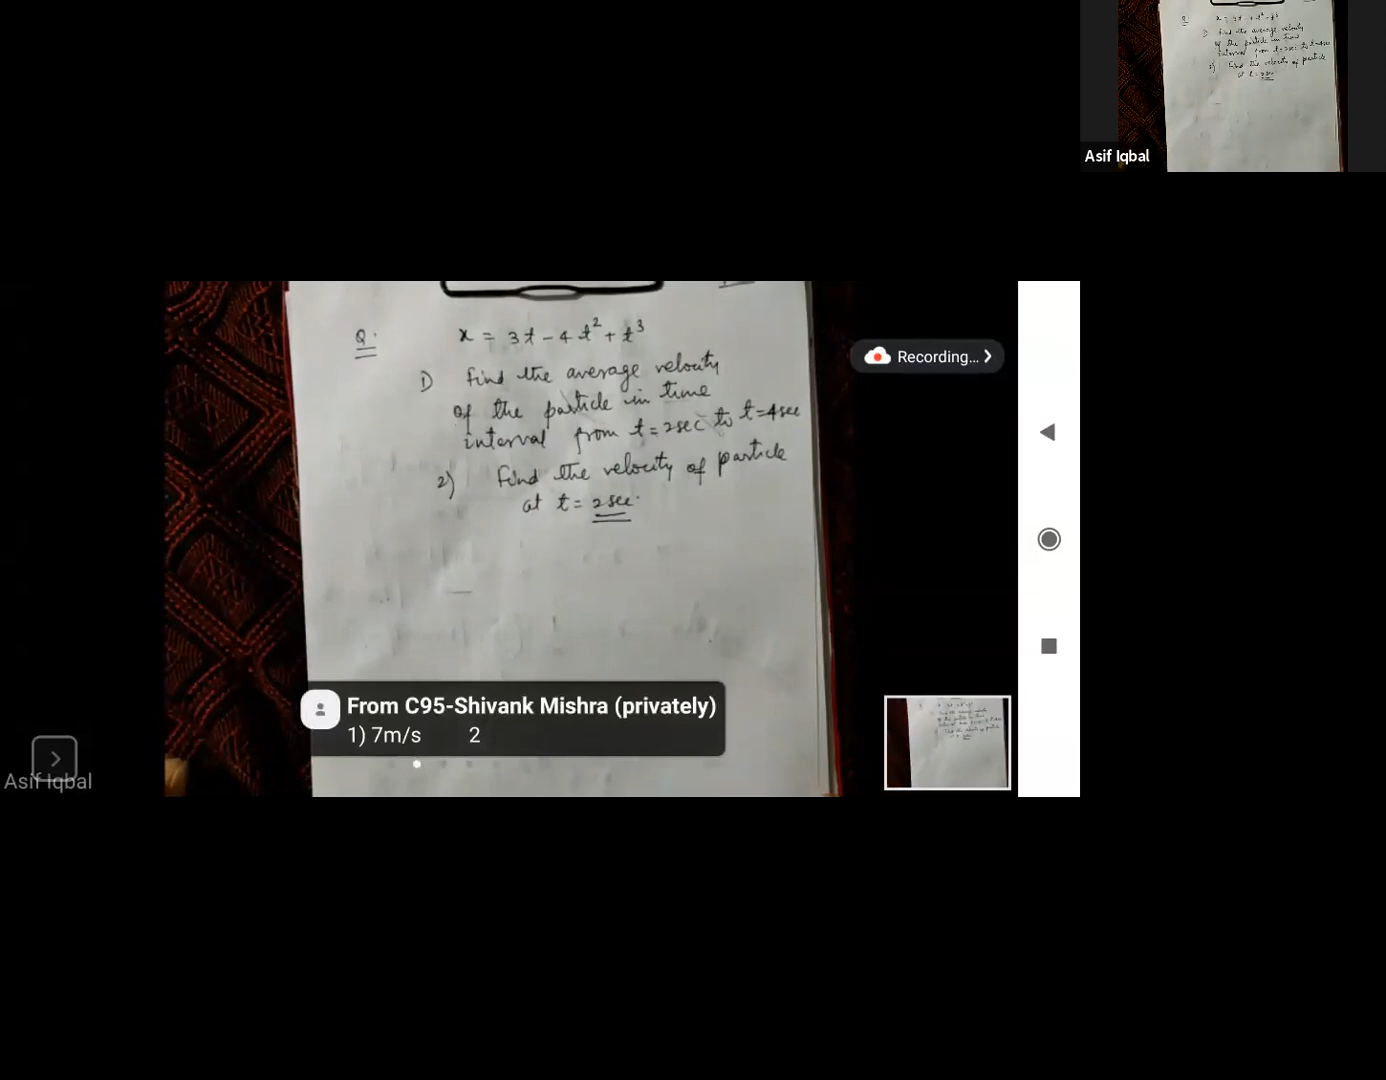 Q. x = 3t - 4t² + t³
1) Find the average velocity
of the particle in time
interval from t = 2sec to t = 4sec
2) Find the velocity of particle
at t = 2sec.
Recording...
From C95-Shivank Mishra (privately)
1) 7m/s 2
Asif Iqbal
Asif Iqbal